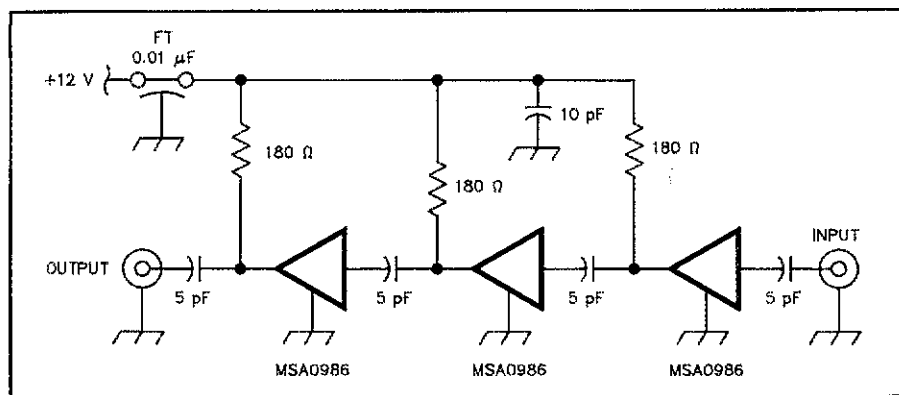 FT
0.01 µF
+12 V
10 pF
180 Ω
180 Ω
180 Ω
INPUT
OUTPUT
5 pF
5 pF
5 pF
5 pF
MSA0986
MSA0986
MSA0986